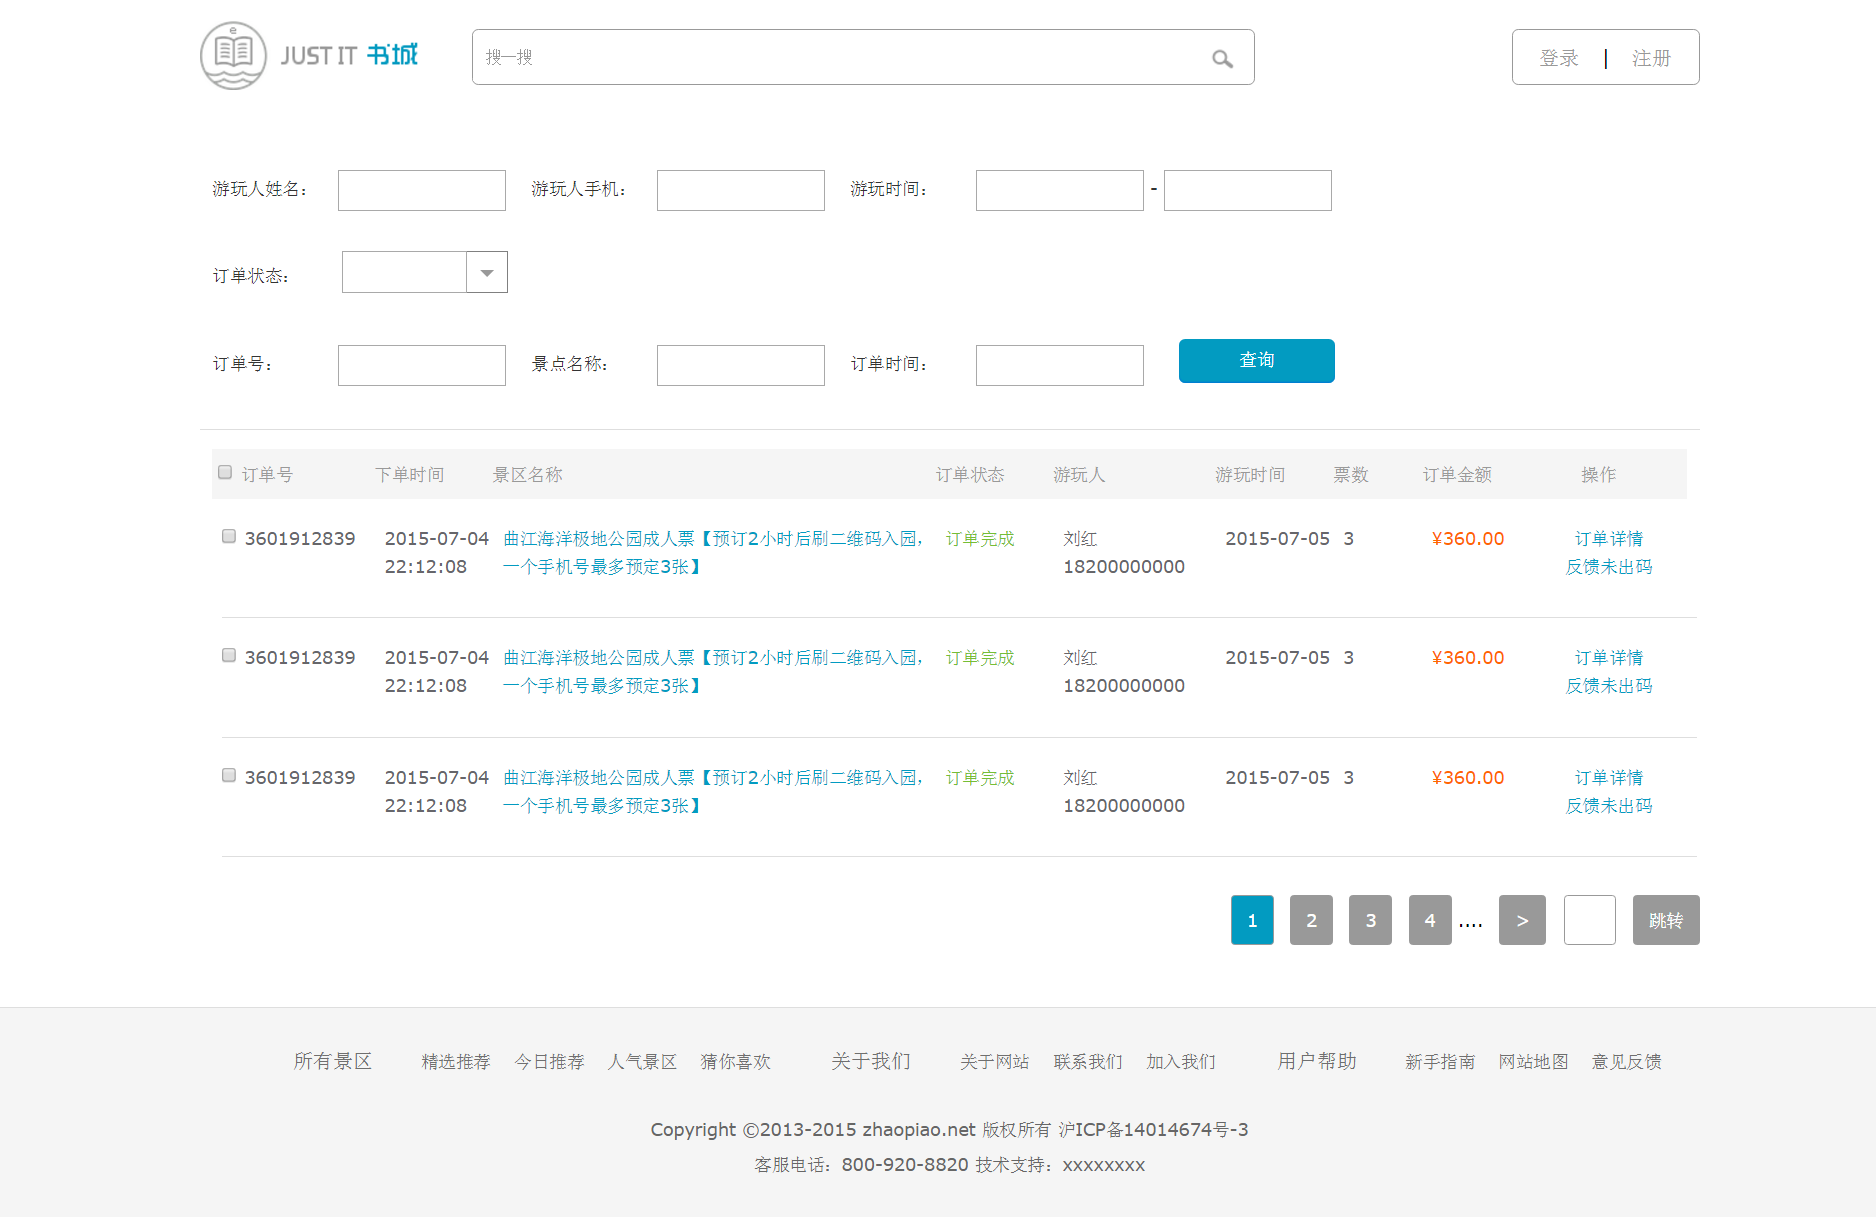 e
JUST IT 书城
搜一搜
登录 | 注册
游玩人姓名： 游玩人手机： 游玩时间： -
订单状态：
订单号： 景点名称： 订单时间： 查询
订单号 下单时间 景区名称 订单状态 游玩人 游玩时间 票数 订单金额 操作
3601912839 2015-07-04 曲江海洋极地公园成人票【预订2小时后刷二维码入园， 订单完成 刘红 2015-07-05 3 ¥360.00 订单详情
22:12:08 一个手机号最多预定3张】 18200000000 反馈未出码
3601912839 2015-07-04 曲江海洋极地公园成人票【预订2小时后刷二维码入园， 订单完成 刘红 2015-07-05 3 ¥360.00 订单详情
22:12:08 一个手机号最多预定3张】 18200000000 反馈未出码
3601912839 2015-07-04 曲江海洋极地公园成人票【预订2小时后刷二维码入园， 订单完成 刘红 2015-07-05 3 ¥360.00 订单详情
22:12:08 一个手机号最多预定3张】 18200000000 反馈未出码
1 2 3 4 .... > 跳转
所有景区 精选推荐 今日推荐 人气景区 猜你喜欢 关于我们 关于网站 联系我们 加入我们 用户帮助 新手指南 网站地图 意见反馈
Copyright ©2013-2015 zhaopiao.net 版权所有 沪ICP备14014674号-3
客服电话：800-920-8820 技术支持：xxxxxxxx